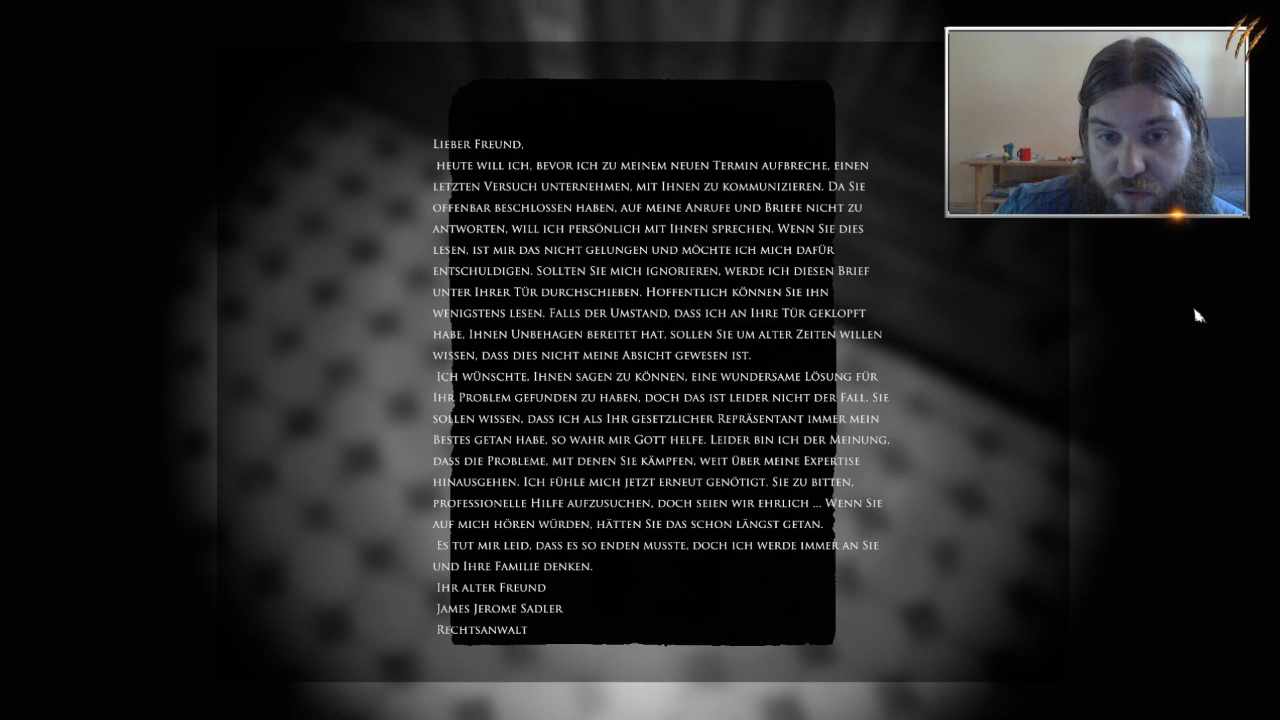 Lieber Freund,
heute will ich, bevor ich zu meinem neuen Termin aufbreche, einen
letzten Versuch unternehmen, mit Ihnen zu kommunizieren. Da Sie
offenbar beschlossen haben, auf meine Anrufe und Briefe nicht zu
antworten, will ich persönlich mit Ihnen sprechen. Wenn Sie dies
lesen, ist mir das nicht gelungen und möchte ich mich dafür
entschuldigen. Sollten Sie mich ignorieren, werde ich diesen Brief
unter Ihrer Tür durchschieben. Hoffentlich können Sie ihn
wenigstens lesen. Falls der Umstand, dass ich an Ihre Tür geklopft
habe, Ihnen Unbehagen bereitet hat, sollen Sie um alter Zeiten willen
wissen, dass dies nicht meine Absicht gewesen ist.
Ich wünschte, Ihnen sagen zu können, eine wundersame Lösung für
Ihr Problem gefunden zu haben, doch das ist leider nicht der Fall. Sie
sollen wissen, dass ich als Ihr gesetzlicher Repräsentant immer mein
Bestes getan habe, so wahr mir Gott helfe. Leider bin ich der Meinung,
dass die Probleme, mit denen Sie kämpfen, weit über meine Expertise
hinausgehen. Ich fühle mich jetzt erneut genötigt, Sie zu bitten,
professionelle Hilfe aufzusuchen, doch seien wir ehrlich ... Wenn Sie
auf mich hören würden, hätten Sie das schon längst getan.
Es tut mir leid, dass es so enden musste, doch ich werde immer an Sie
und Ihre Familie denken.
Ihr alter Freund
James Jerome Sadler
Rechtsanwalt